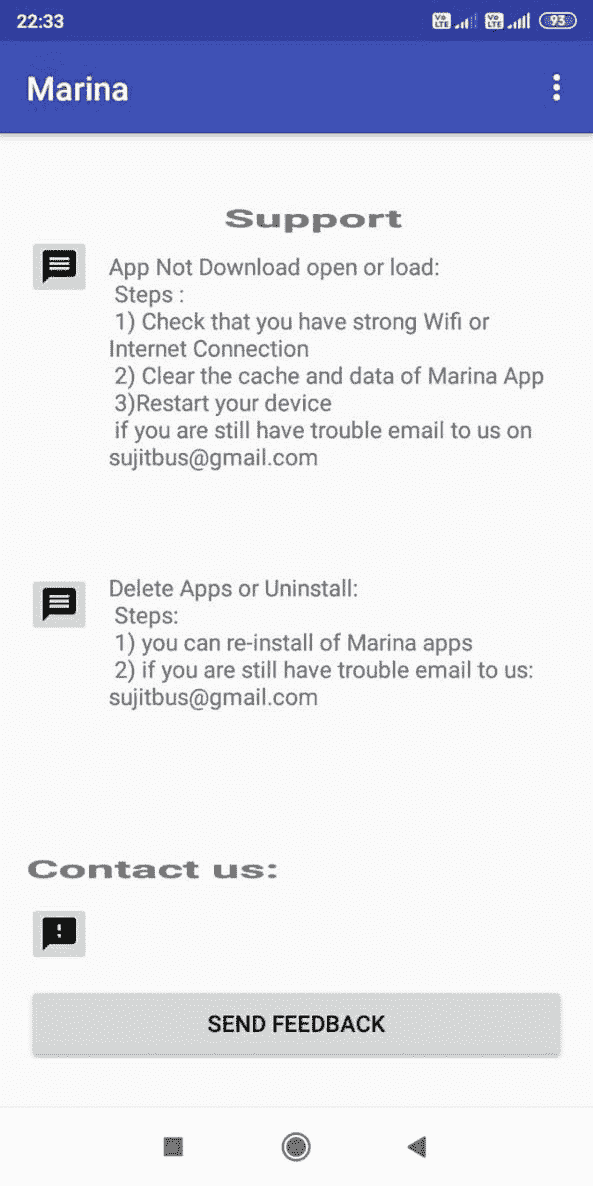 22:33
Vo LTE
Vo LTE
93
Marina
Support
App Not Download open or load:
Steps :
1) Check that you have strong Wifi or
Internet Connection
2) Clear the cache and data of Marina App
3)Restart your device
if you are still have trouble email to us on
sujitbus@gmail.com
Delete Apps or Uninstall:
Steps:
1) you can re-install of Marina apps
2) if you are still have trouble email to us:
sujitbus@gmail.com
Contact us:
SEND FEEDBACK